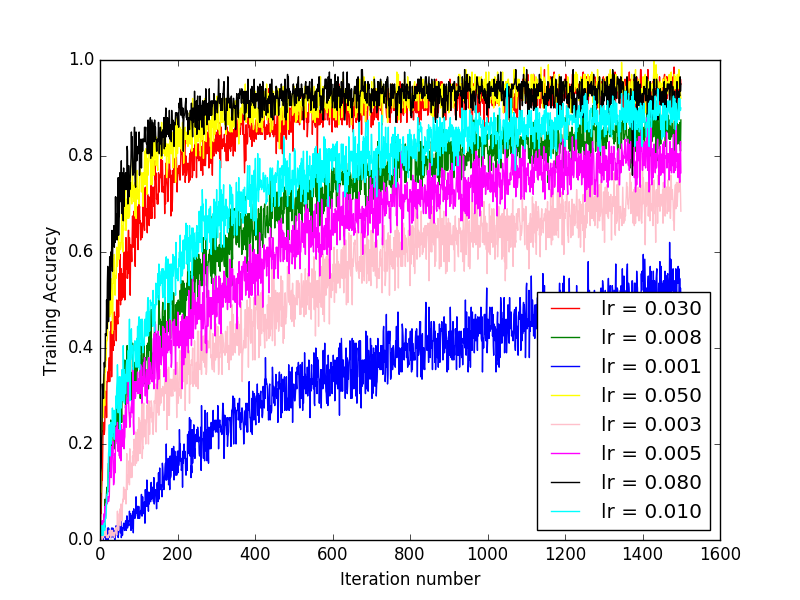 1.0
0.8
0.6
0.4
0.2
0.0
Training Accuracy
0 200 400 600 800 1000 1200 1400 1600
Iteration number
lr = 0.030
lr = 0.008
lr = 0.001
lr = 0.050
lr = 0.003
lr = 0.005
lr = 0.080
lr = 0.010